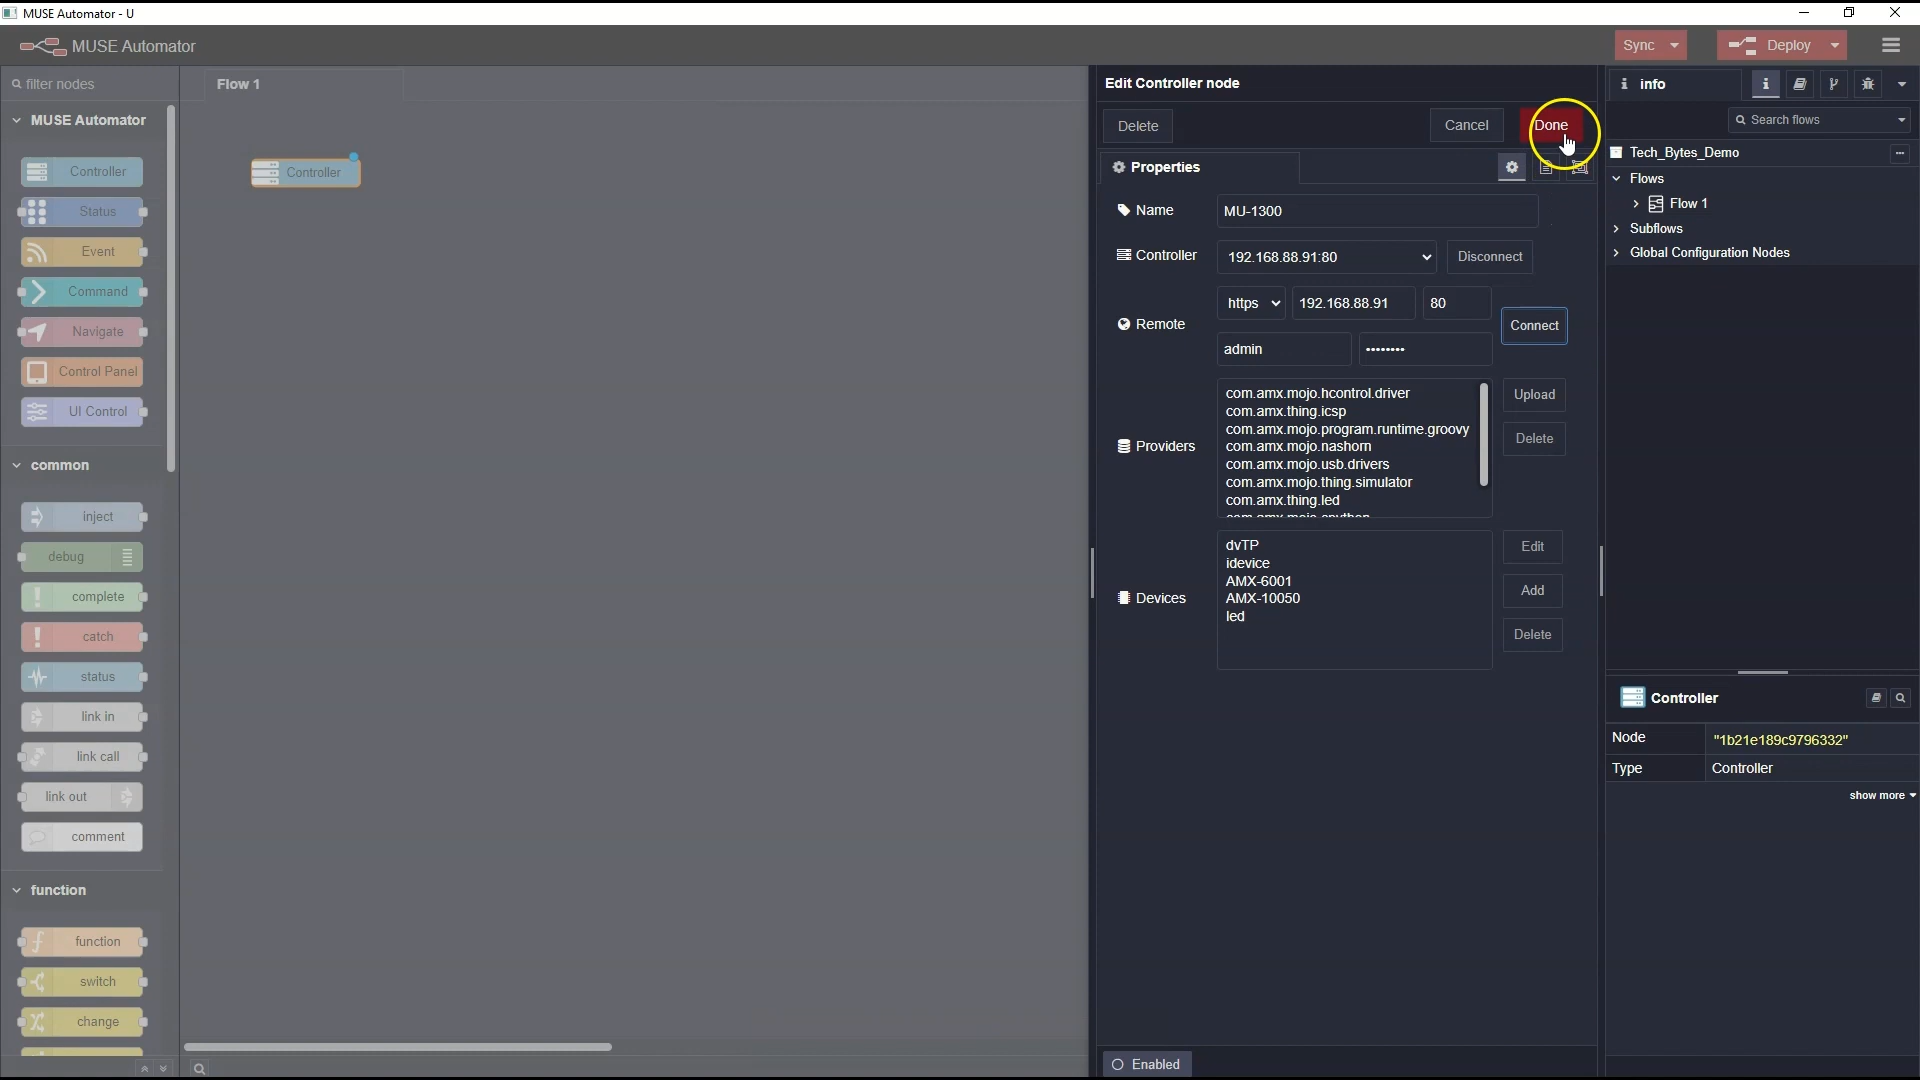 MUSE Automator - U
MUSE Automator
Sync
Deploy
filter nodes
MUSE Automator
Controller
Status
Event
Command
Navigate
Control Panel
UI Control
common
inject
debug
complete
catch
status
link in
link call
link out
comment
function
function
switch
change
Flow 1
Controller
Edit Controller node
Delete
Cancel
Done
Properties
Name
MU-1300
Controller
192.168.88.91:80
Disconnect
Remote
https
192.168.88.91
80
Connect
admin
••••••••
Providers
com.amx.mojo.hcontrol.driver
com.amx.thing.icsp
com.amx.mojo.program.runtime.groovy
com.amx.mojo.nashorn
com.amx.mojo.usb.drivers
com.amx.mojo.thing.simulator
com.amx.thing.led
Upload
Delete
Devices
dvTP
idevice
AMX-6001
AMX-10050
led
Edit
Add
Delete
Enabled
info
Search flows
Tech_Bytes_Demo
Flows
Flow 1
Subflows
Global Configuration Nodes
Controller
Node
"1b21e189c9796332"
Type
Controller
show more